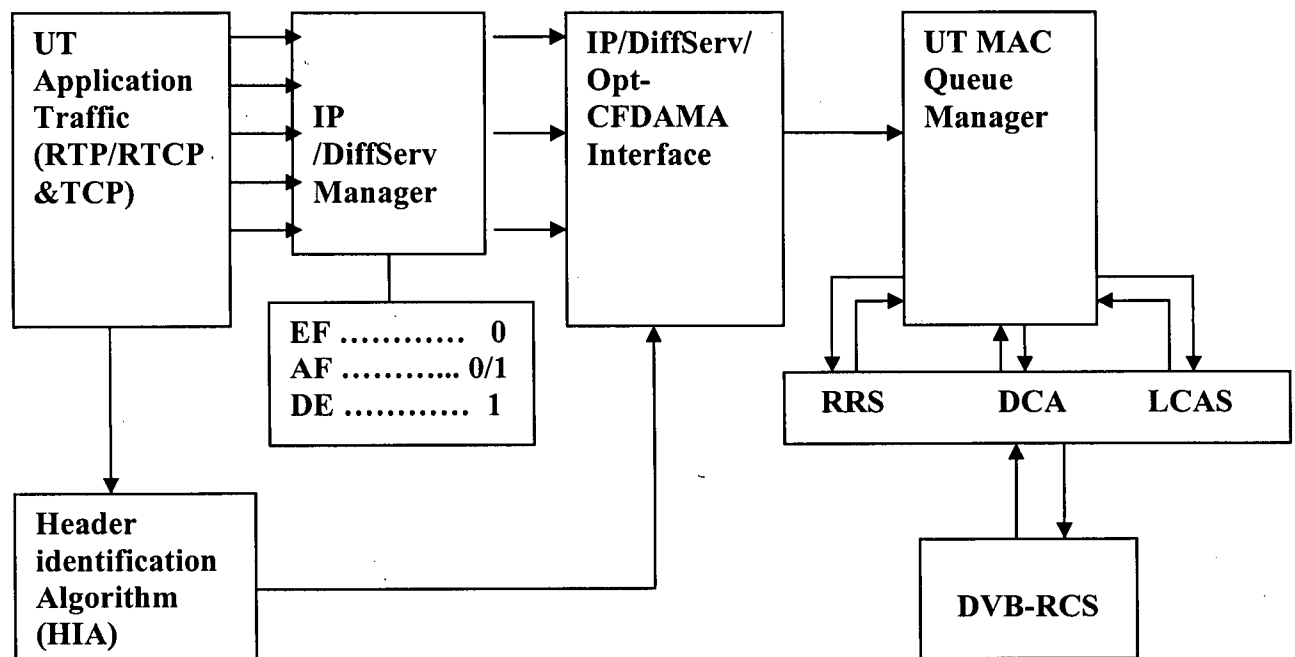 UT
Application
Traffic
(RTP/RTCP
&TCP)
IP
/DiffServ
Manager
IP/DiffServ/
Opt-
CFDAMA
Interface
UT MAC
Queue
Manager
EF ………… 0
AF ………... 0/1
DE ………… 1
RRS DCA LCAS
Header
identification
Algorithm
(HIA)
DVB-RCS